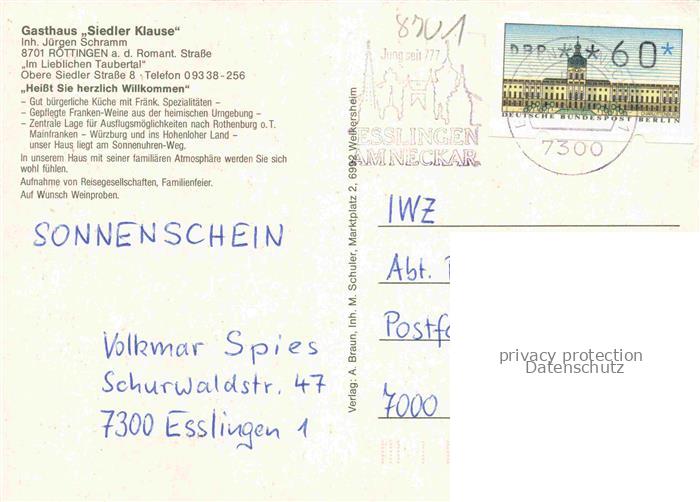 Gasthaus „Siedler Klause“
Inh. Jürgen Schramm
8701 RÖTTINGEN a. d. Romant. Straße
„Im Lieblichen Taubertal“
Obere Siedler Straße 8 Telefon 0 93 38 - 256
„Heißt Sie herzlich Willkommen“
– Gut bürgerliche Küche mit Fränk. Spezialitäten –
– Gepflegte Franken-Weine aus der heimischen Umgebung –
– Zentrale Lage für Ausflugsmöglichkeiten nach Rothenburg o. T.
Mainfranken – Würzburg und ins Hohenloher Land –
unser Haus liegt am Sonnenuhren-Weg.
In unserem Haus mit seiner familiären Atmosphäre werden Sie sich
wohl fühlen.
Aufnahme von Reisegesellschaften, Familienfeier.
Auf Wunsch Weinproben.
SONNENSCHEIN
Volkmar Spies
Schurwaldstr. 47
7300 Esslingen 1
Verlag: A. Braun, Inh. M. Schuler, Marktplatz 2, 6992 Weikersheim
8701
Jung seit 777
ESSLINGEN
AM NECKAR
7300
DBP * * 60*
DEUTSCHE BUNDESPOST BERLIN
IWZ
Abt.
Postfa
7000
privacy protection
Datenschutz